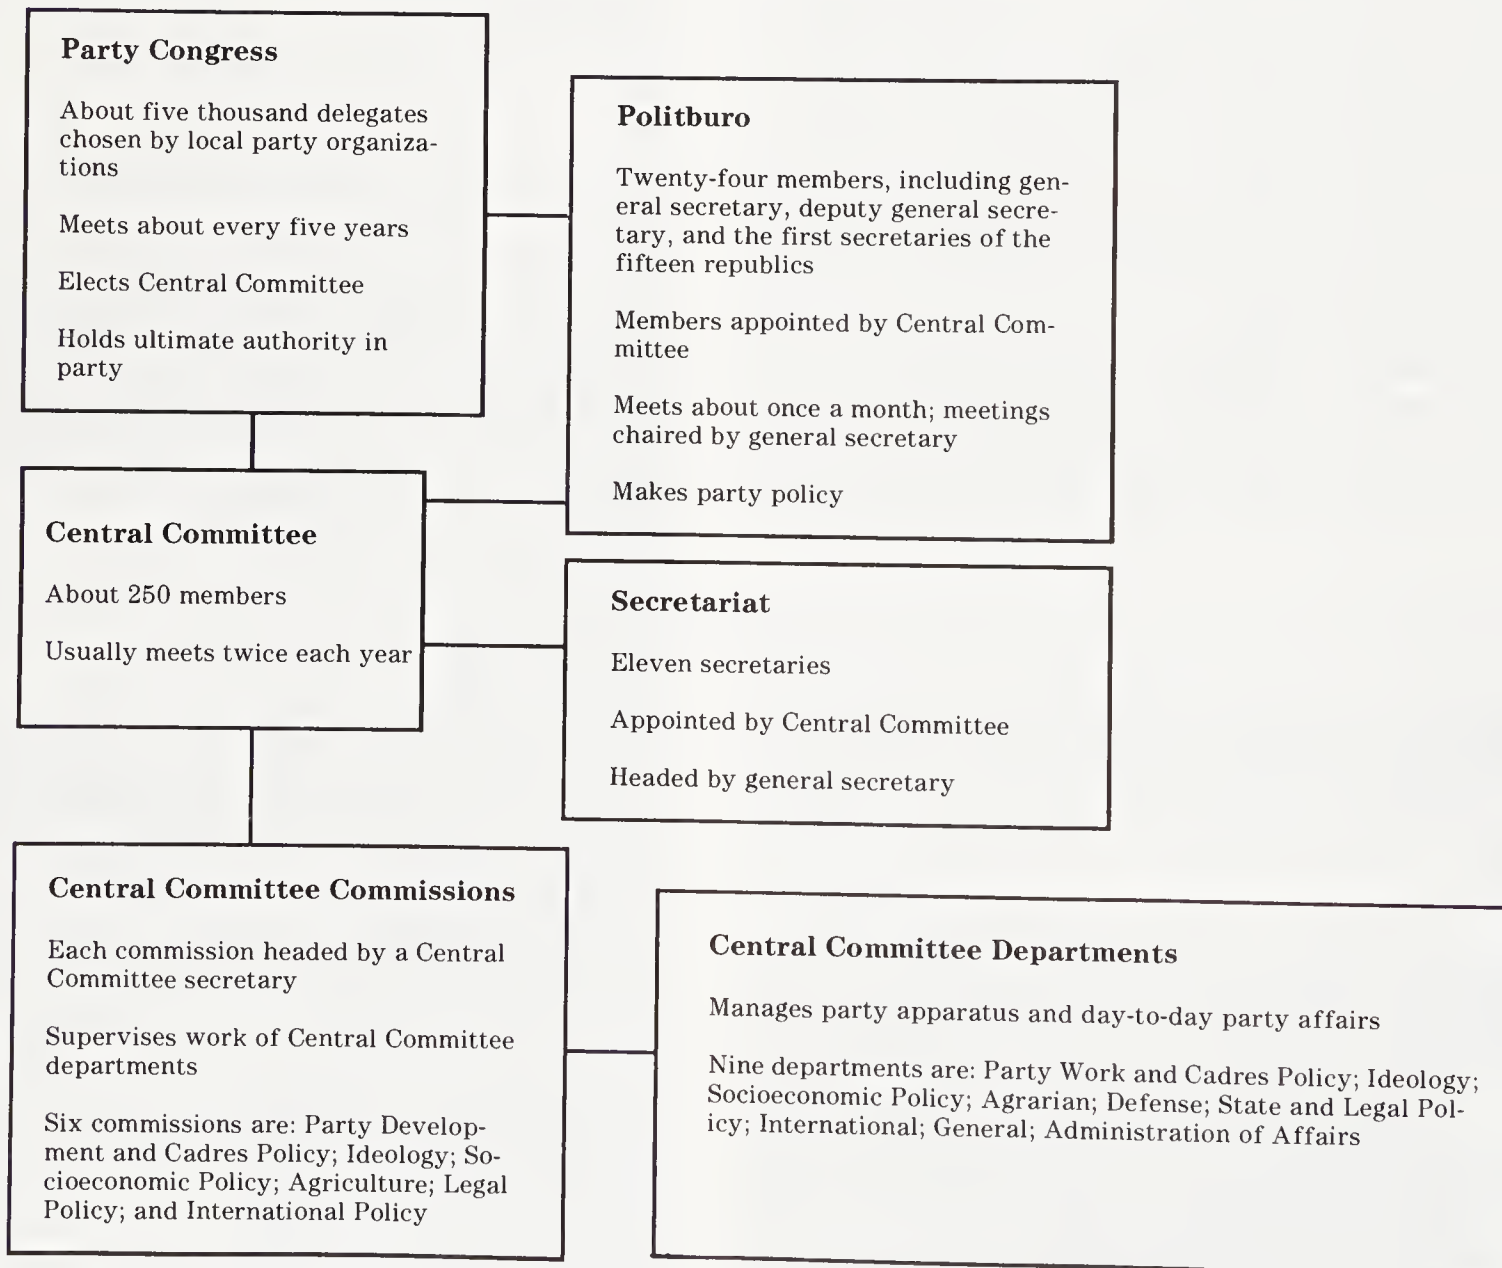 Party Congress
About five thousand delegates
chosen by local party organiza-
tions
Meets about every five years
Elects Central Committee
Holds ultimate authority in
party
Politburo
Twenty-four members, including gen-
eral secretary, deputy general secre-
tary, and the first secretaries of the
fifteen republics
Members appointed by Central Com-
mittee
Meets about once a month; meetings
chaired by general secretary
Makes party policy
Central Committee
About 250 members
Usually meets twice each year
Secretariat
Eleven secretaries
Appointed by Central Committee
Headed by general secretary
Central Committee Commissions
Each commission headed by a Central
Committee secretary
Supervises work of Central Committee
departments
Six commissions are: Party Develop-
ment and Cadres Policy; Ideology; So-
cioeconomic Policy; Agriculture; Legal
Policy; and International Policy
Central Committee Departments
Manages party apparatus and day-to-day party affairs
Nine departments are: Party Work and Cadres Policy; Ideology;
Socioeconomic Policy; Agrarian; Defense; State and Legal Pol-
icy; International; General; Administration of Affairs